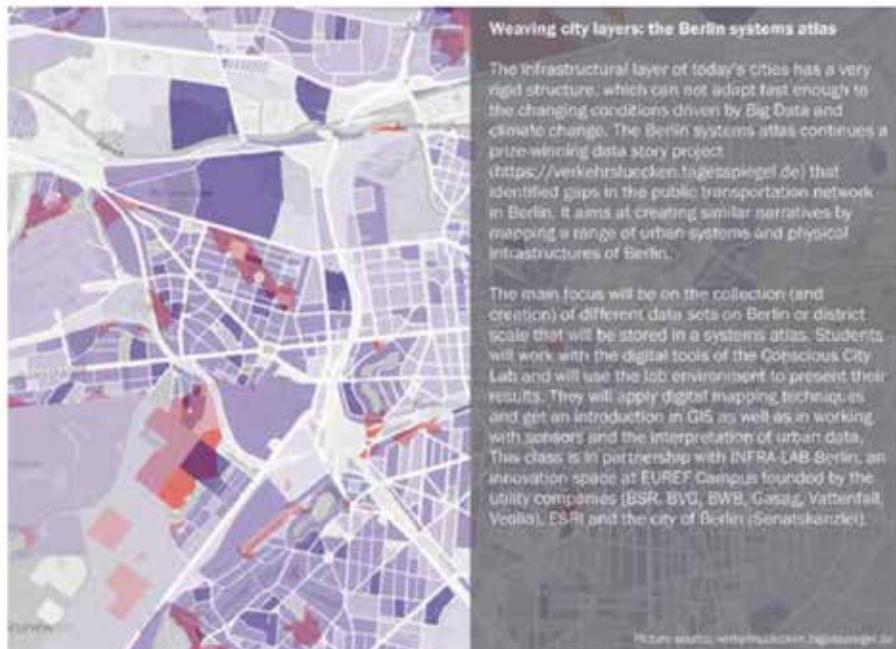 Weaving city layers: the Berlin systems atlas
The infrastructural layer of today's cities has a very
rigid structure, which can not adapt fast enough to
the changing conditions driven by Big Data and
climate change. The Berlin systems atlas continues a
prize-winning data story project
(https://verkehrsluecken.tagesspiegel.de) that
identified gaps in the public transportation network
in Berlin. It aims at creating similar narratives by
mapping a range of urban systems and physical
infrastructures of Berlin.
The main focus will be on the collection (and
creation) of different data sets on Berlin or district
scale that will be stored in a systems atlas. Students
will work with the digital tools of the Conscious City
Lab and will use the lab environment to present their
results. They will apply digital mapping techniques
and get an introduction in GIS as well as in working
with sensors and the interpretation of urban data.
This class is in partnership with INFRA LAB Berlin, an
innovation space at EUREF Campus founded by the
utility companies (BSR, BVG, BWB, Gasag, Vattenfall,
Veolia), ESRI and the city of Berlin (Senatskanzlei).
Picture source: verkehrsluecken.tagesspiegel.de